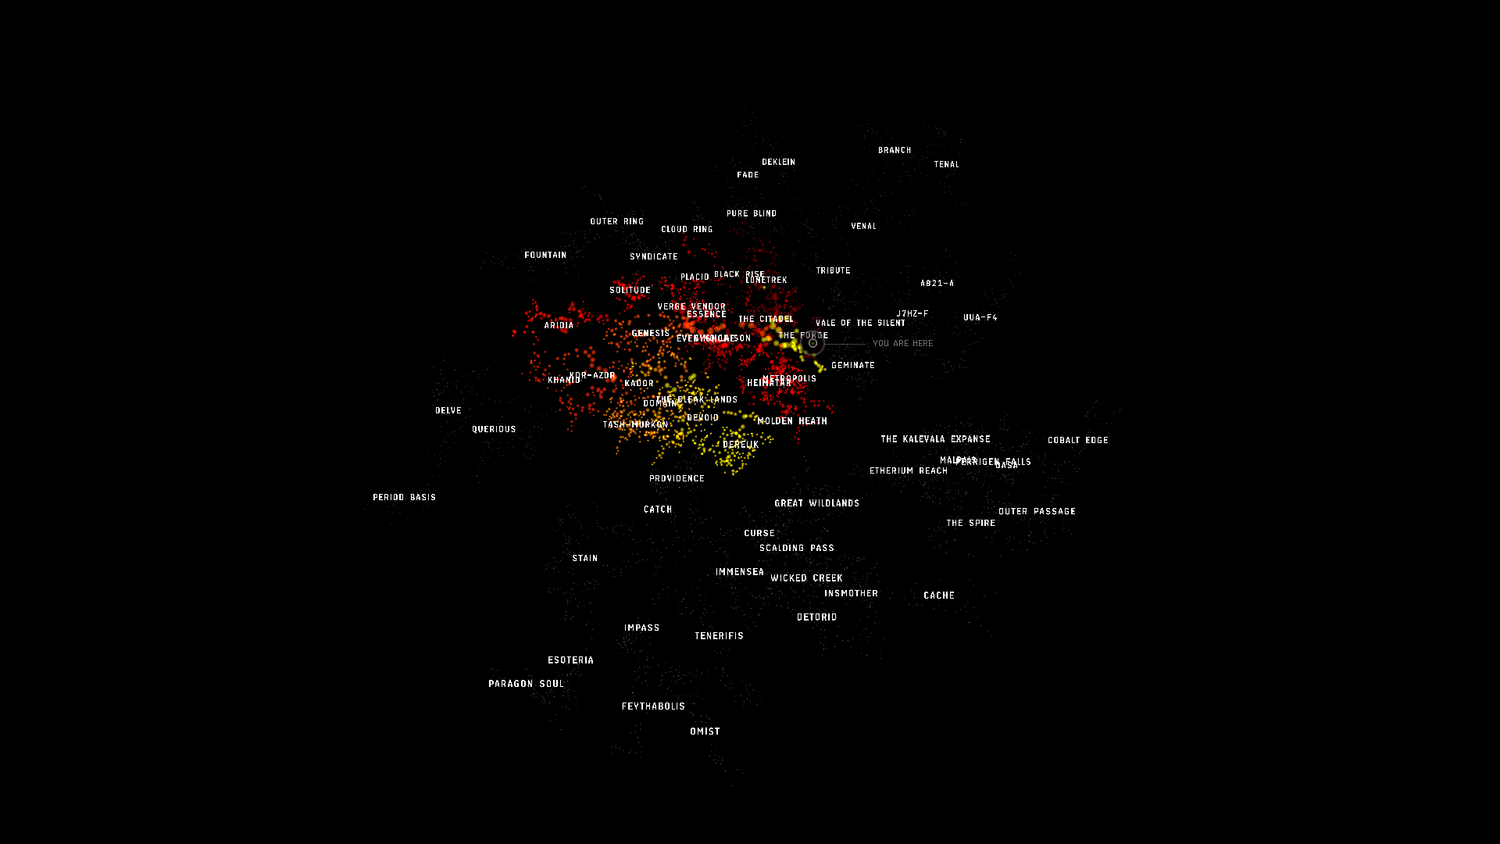 BRANCH
DEKLEIN
TENAL
FADE
PURE BLIND
OUTER RING
VENAL
CLOUD RING
FOUNTAIN
SYNDICATE
TRIBUTE
BLACK RISE
PLACID
LONETREK
A821-A
SOLITUDE
VERGE VENDOR
ESSENCE
J7HZ-F
UUA-F4
THE CITADEL
VALE OF THE SILENT
ARIDIA
GENESIS
THE FORGE
YOU ARE HERE
GEMINATE
KOR-AZOR
KHANID
METROPOLIS
HEIMATAR
KADOR
THE BLEAK LANDS
DOMAIN
DELVE
DEVOID
MOLDEN HEATH
TASH-MURKON
QUERIOUS
THE KALEVALA EXPANSE
COBALT EDGE
DERELIK
PERRIGEN FALLS
OASA
ETHERIUM REACH
PROVIDENCE
PERIOD BASIS
GREAT WILDLANDS
CATCH
OUTER PASSAGE
THE SPIRE
CURSE
SCALDING PASS
STAIN
IMMENSEA
WICKED CREEK
INSMOTHER
CACHE
DETORID
IMPASS
TENERIFIS
ESOTERIA
PARAGON SOUL
FEYTHABOLIS
OMIST